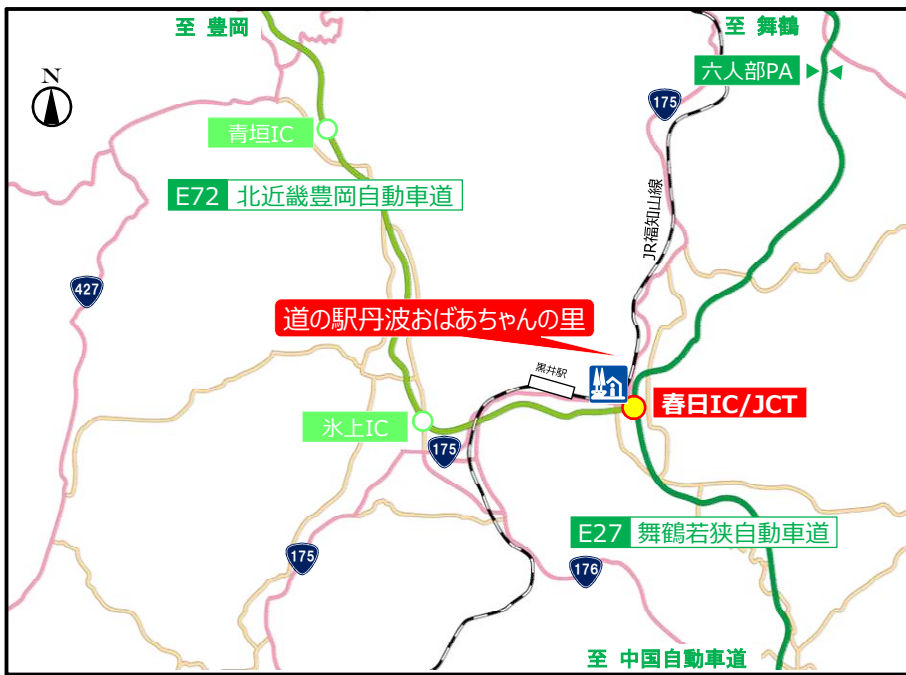 至 豊岡
至 舞鶴
六人部PA
N
175
青垣IC
E72 北近畿豊岡自動車道
JR福知山線
427
道の駅丹波おばあちゃんの里
黒井駅
春日IC/JCT
氷上IC
175
E27 舞鶴若狭自動車道
175
176
至 中国自動車道